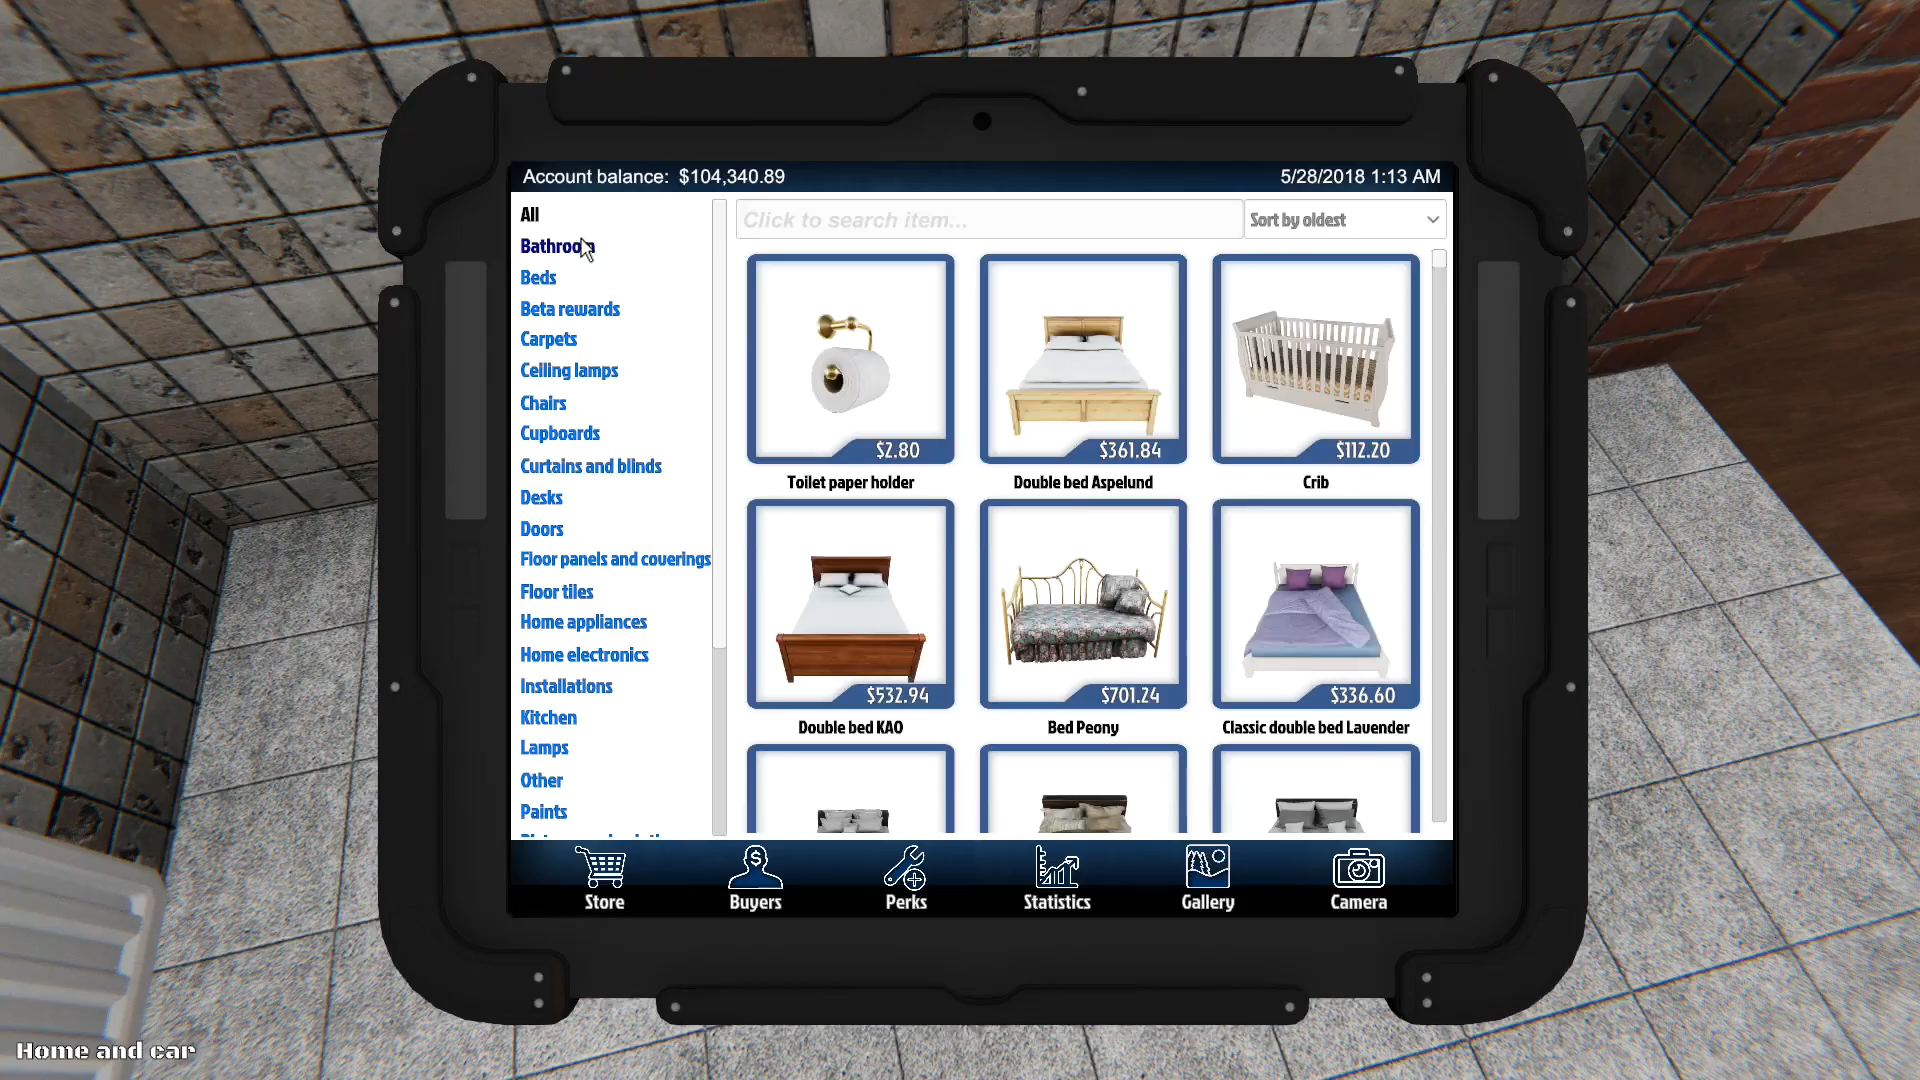 Account balance: $104,340.89
5/28/2018 1:13 AM
All
Bathroom
Beds
Beta rewards
Carpets
Ceiling lamps
Chairs
Cupboards
Curtains and blinds
Desks
Doors
Floor panels and coverings
Floor tiles
Home appliances
Home electronics
Installations
Kitchen
Lamps
Other
Paints
Click to search item...
Sort by oldest
$2.80
$361.84
$112.20
Toilet paper holder
Double bed Aspelund
Crib
$532.94
$701.24
$336.60
Double bed KAO
Bed Peony
Classic double bed Lavender
Store
Buyers
Perks
Statistics
Gallery
Camera
Home and car